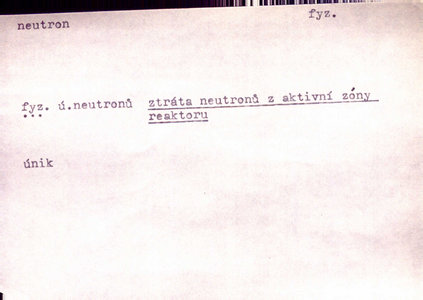 neutron fyz.
fyz. ú.neutronů ztráta neutronů z aktivní zóny
reaktoru
únik